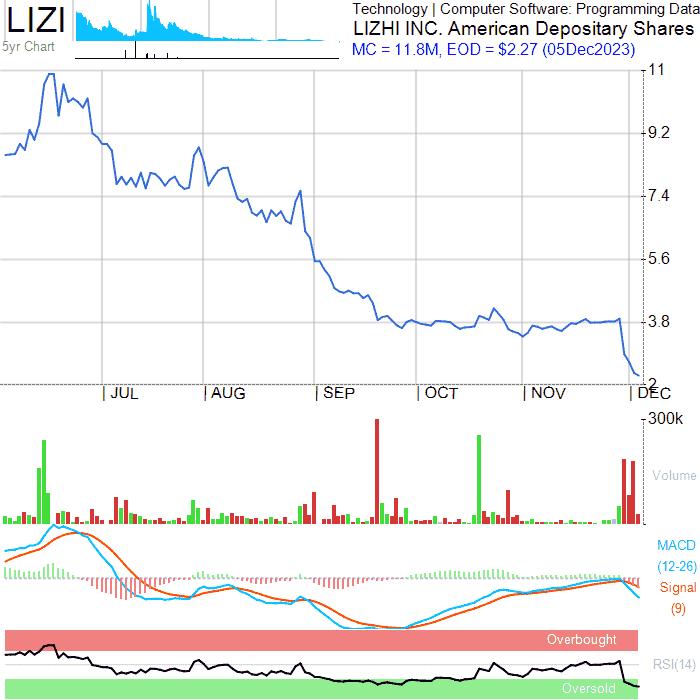 LIZI
5yr Chart
Technology | Computer Software: Programming Data
LIZHI INC. American Depositary Shares
MC = 11.8M, EOD = $2.27 (05Dec2023)
11
9.2
7.4
5.6
3.8
2
JUL
AUG
SEP
OCT
NOV
DEC
300k
Volume
MACD
(12-26)
Signal
(9)
Overbought
RSI(14)
Oversold